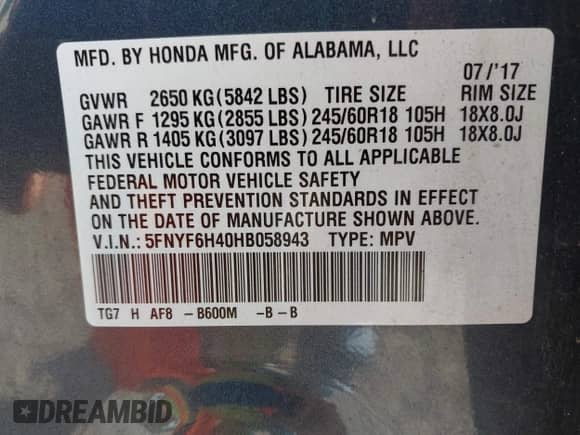 MFD. BY HONDA MFG. OF ALABAMA, LLC
07/'17
GVWR 2650 KG(5842 LBS) TIRE SIZE RIM SIZE
GAWR F 1295 KG(2855 LBS)245/60R18 105H 18X8.0J
GAWR R 1405 KG(3097 LBS)245/60R18 105H 18X8.0J
THIS VEHICLE CONFORMS TO ALL APPLICABLE
FEDERAL MOTOR VEHICLE SAFETY
AND THEFT PREVENTION STANDARDS IN EFFECT
ON THE DATE OF MANUFACTURE SHOWN ABOVE.
V.I.N.: 5FNYF6H40HB058943 TYPE: MPV
TG7 H AF8 -B600M -B-B
DREAMBID